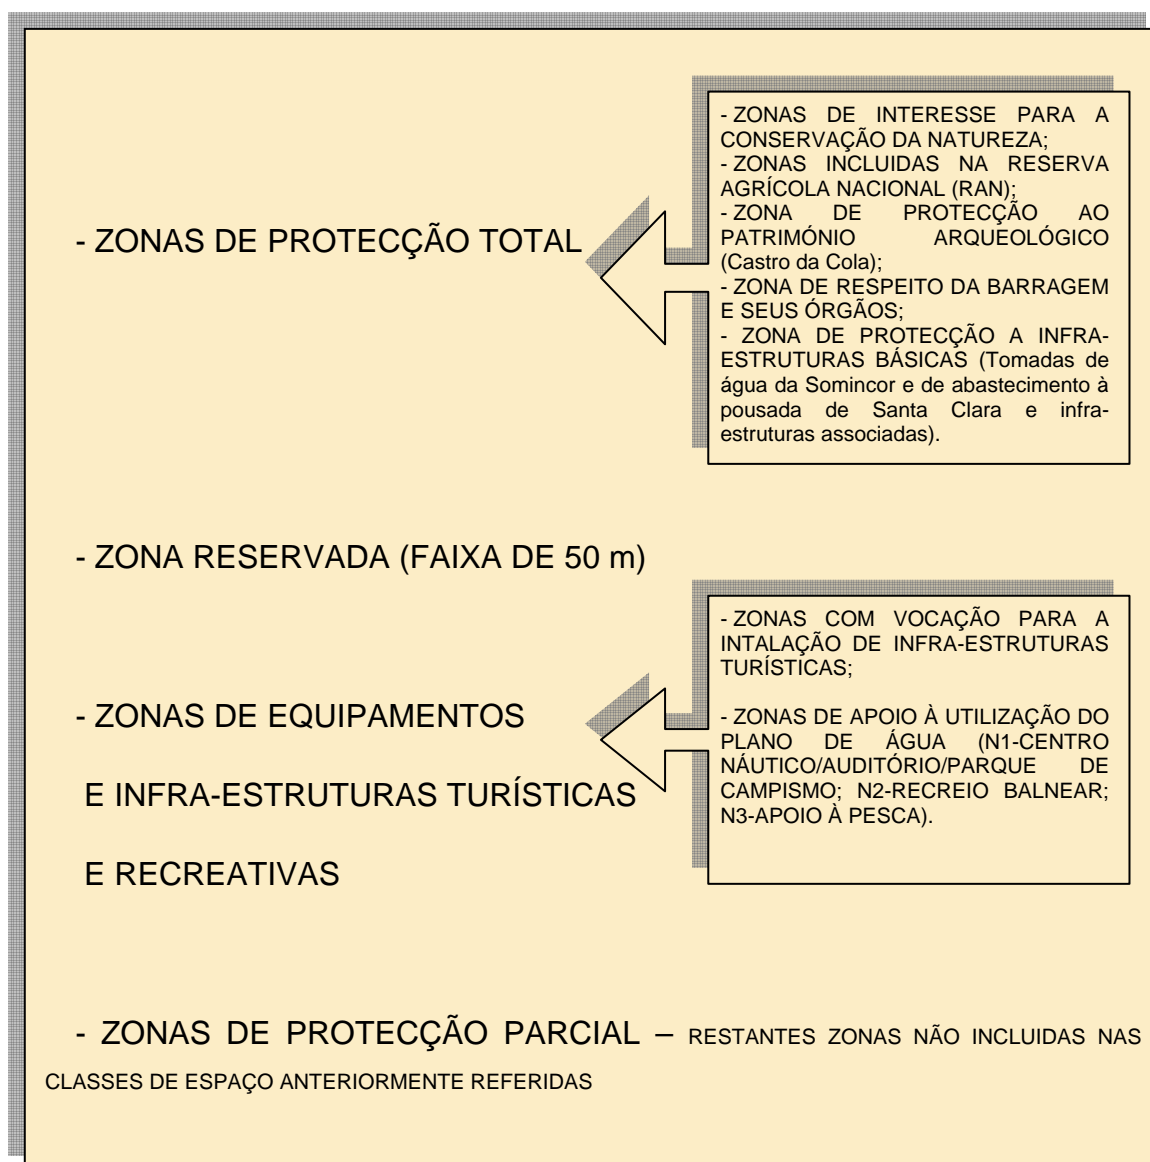 - ZONAS DE PROTECÇÃO TOTAL
- ZONAS DE INTERESSE PARA A
CONSERVAÇÃO DA NATUREZA;
- ZONAS INCLUIDAS NA RESERVA
AGRÍCOLA NACIONAL (RAN);
- ZONA DE PROTECÇÃO AO
PATRIMÓNIO ARQUEOLÓGICO
(Castro da Cola);
- ZONA DE RESPEITO DA BARRAGEM
E SEUS ÓRGÃOS;
- ZONA DE PROTECÇÃO A INFRA-
ESTRUTURAS BÁSICAS (Tomadas de
água da Somincor e de abastecimento à
pousada de Santa Clara e infra-
estruturas associadas).
- ZONA RESERVADA (FAIXA DE 50 m)
- ZONAS DE EQUIPAMENTOS
E INFRA-ESTRUTURAS TURÍSTICAS
E RECREATIVAS
- ZONAS COM VOCAÇÃO PARA A
INTALAÇÃO DE INFRA-ESTRUTURAS
TURÍSTICAS;
- ZONAS DE APOIO À UTILIZAÇÃO DO
PLANO DE ÁGUA (N1-CENTRO
NÁUTICO/AUDITÓRIO/PARQUE DE
CAMPISMO; N2-RECREIO BALNEAR;
N3-APOIO À PESCA).
- ZONAS DE PROTECÇÃO PARCIAL – RESTANTES ZONAS NÃO INCLUIDAS NAS
CLASSES DE ESPAÇO ANTERIORMENTE REFERIDAS